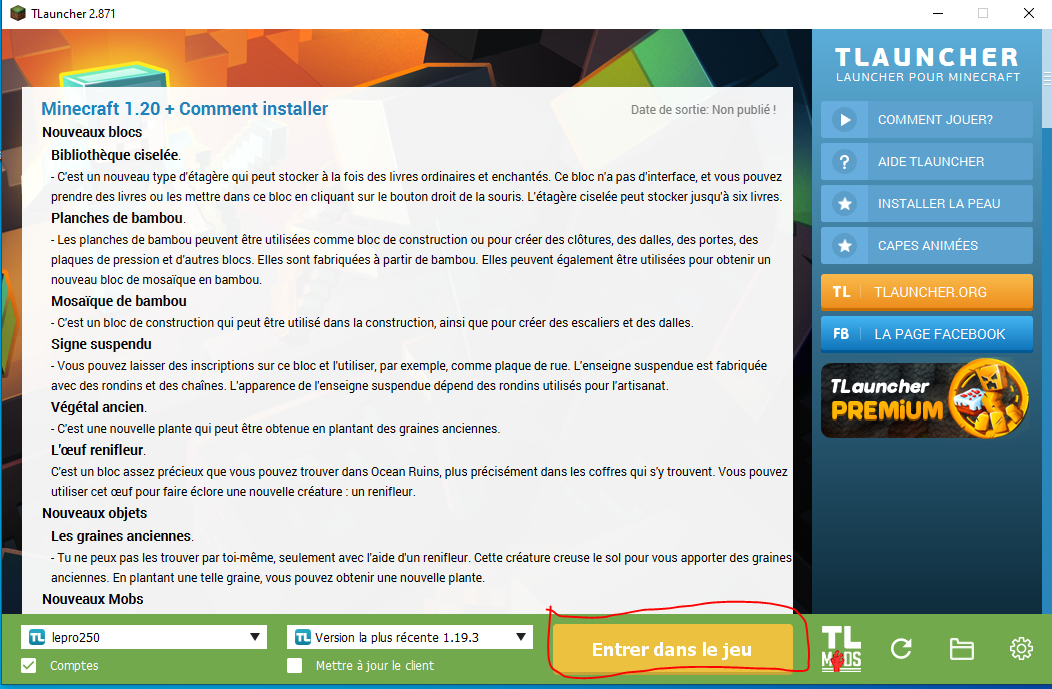 TLauncher 2.871
Minecraft 1.20 + Comment installer
Date de sortie: Non publié !
Nouveaux blocs
Bibliothèque ciselée.
- C'est un nouveau type d'étagère qui peut stocker à la fois des livres ordinaires et enchantés. Ce bloc n'a pas d'interface, et vous pouvez
prendre des livres ou les mettre dans ce bloc en cliquant sur le bouton droit de la souris. L'étagère ciselée peut stocker jusqu'à six livres.
Planches de bambou.
- Les planches de bambou peuvent être utilisées comme bloc de construction ou pour créer des clôtures, des dalles, des portes, des
plaques de pression et d'autres blocs. Elles sont fabriquées à partir de bambou. Elles peuvent également être utilisées pour obtenir un
nouveau bloc de mosaïque en bambou.
Mosaïque de bambou
- C'est un bloc de construction qui peut être utilisé dans la construction, ainsi que pour créer des escaliers et des dalles.
Signe suspendu
- Vous pouvez laisser des inscriptions sur ce bloc et l'utiliser, par exemple, comme plaque de rue. L'enseigne suspendue est fabriquée
avec des rondins et des chaînes. L'apparence de l'enseigne suspendue dépend des rondins utilisés pour l'artisanat.
Végétal ancien.
- C'est une nouvelle plante qui peut être obtenue en plantant des graines anciennes.
L'œuf renifleur.
C'est un bloc assez précieux que vous pouvez trouver dans Ocean Ruins, plus précisément dans les coffres qui s'y trouvent. Vous pouvez
utiliser cet œuf pour faire éclore une nouvelle créature : un renifleur.
Nouveaux objets
Les graines anciennes.
- Tu ne peux pas les trouver par toi-même, seulement avec l'aide d'un renifleur. Cette créature creuse le sol pour vous apporter des graines
anciennes. En plantant une telle graine, vous pouvez obtenir une nouvelle plante.
Nouveaux Mobs
TLAUNCHER
LAUNCHER POUR MINECRAFT
COMMENT JOUER?
? AIDE TLAUNCHER
INSTALLER LA PEAU
CAPES ANIMÉES
TL TLAUNCHER.ORG
FB LA PAGE FACEBOOK
TLauncher
PREMIUM
TL lepro250
TL Version la plus récente 1.19.3
Entrer dans le jeu
TL
MODS
Comptes
Mettre à jour le client